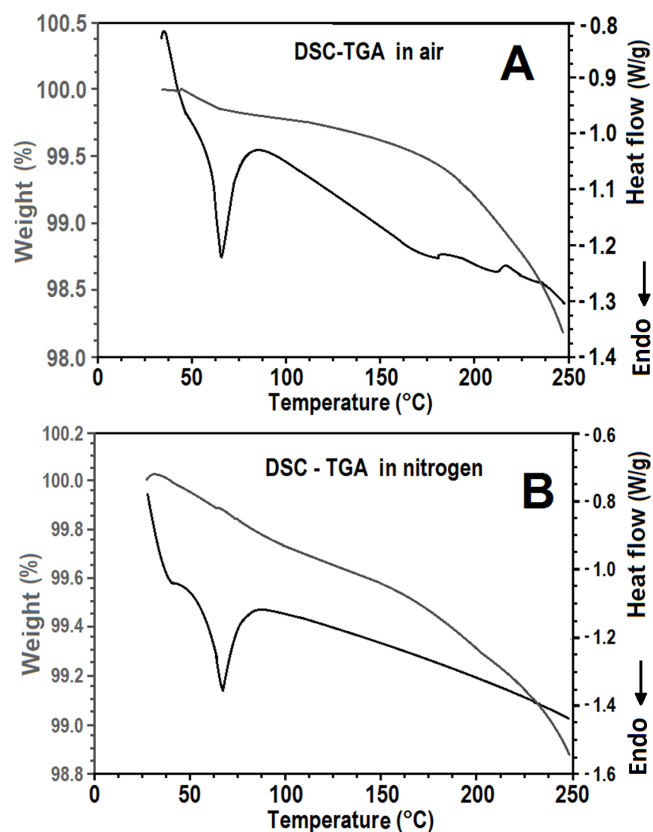 DSC-TGA in air
A
100.5
100.0
99.5
99.0
98.5
98.0
Weight (%)
-0.8
-0.9
-1.0
-1.1
-1.2
-1.3
-1.4
Heat flow (W/g)
Endo
0 50 100 150 200 250
Temperature (°C)
DSC - TGA in nitrogen
B
100.2
100.0
99.8
99.6
99.4
99.2
99.0
98.8
Weight (%)
-0.6
-0.8
-1.0
-1.2
-1.4
-1.6
Heat flow (W/g)
Endo
0 50 100 150 200 250
Temperature (°C)